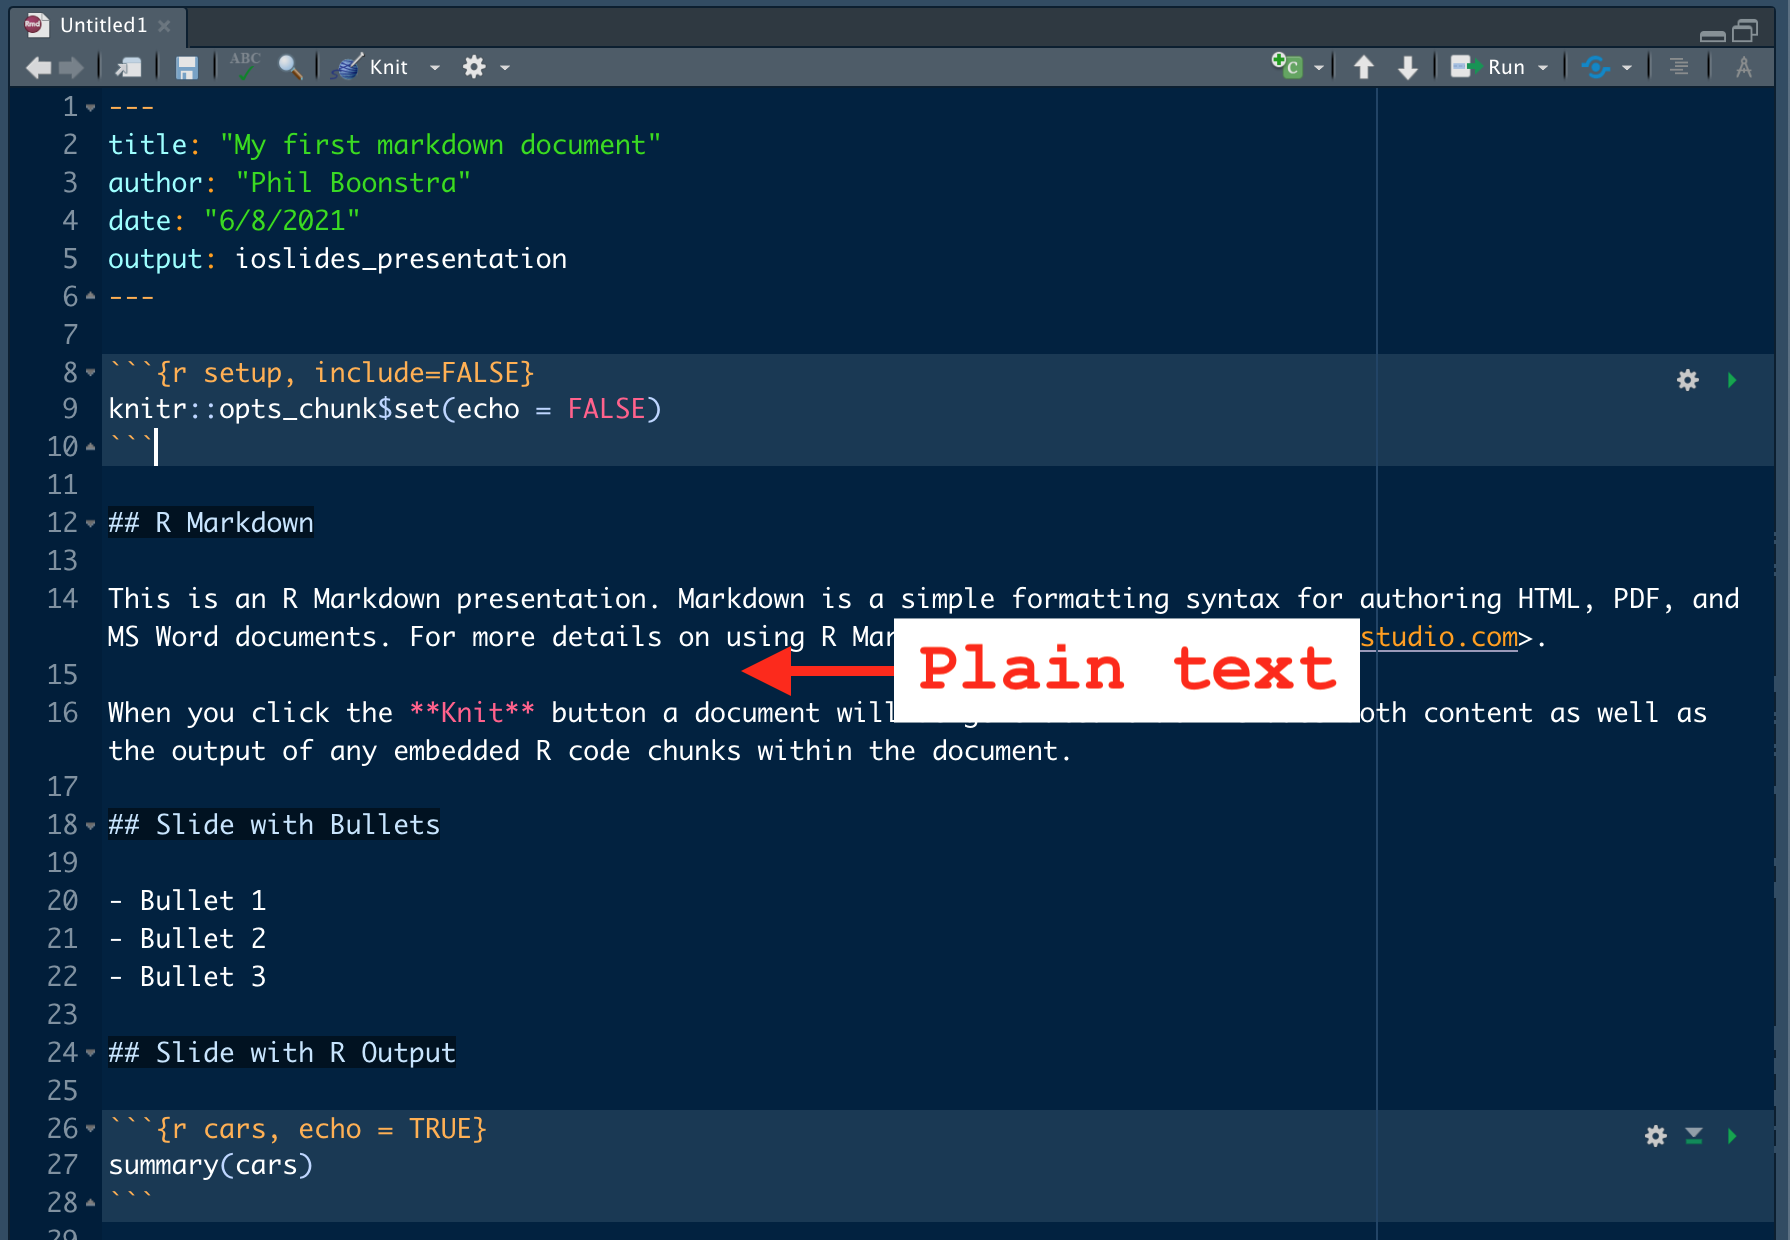 Untitled1
ABC
Knit
C
Run
1 ---
2 title: "My first markdown document"
3 author: "Phil Boonstra"
4 date: "6/8/2021"
5 output: ioslides_presentation
6 ---
7
8 ```{r setup, include=FALSE}
9 knitr::opts_chunk$set(echo = FALSE)
10 ```
11
12 ## R Markdown
13
14 This is an R Markdown presentation. Markdown is a simple formatting syntax for authoring HTML, PDF, and
MS Word documents. For more details on using R Mar studio.com>.
Plain text
15
16 When you click the **Knit** button a document will oth content as well as
the output of any embedded R code chunks within the document.
17
18 ## Slide with Bullets
19
20 - Bullet 1
21 - Bullet 2
22 - Bullet 3
23
24 ## Slide with R Output
25
26 ```{r cars, echo = TRUE}
27 summary(cars)
28 ```
29